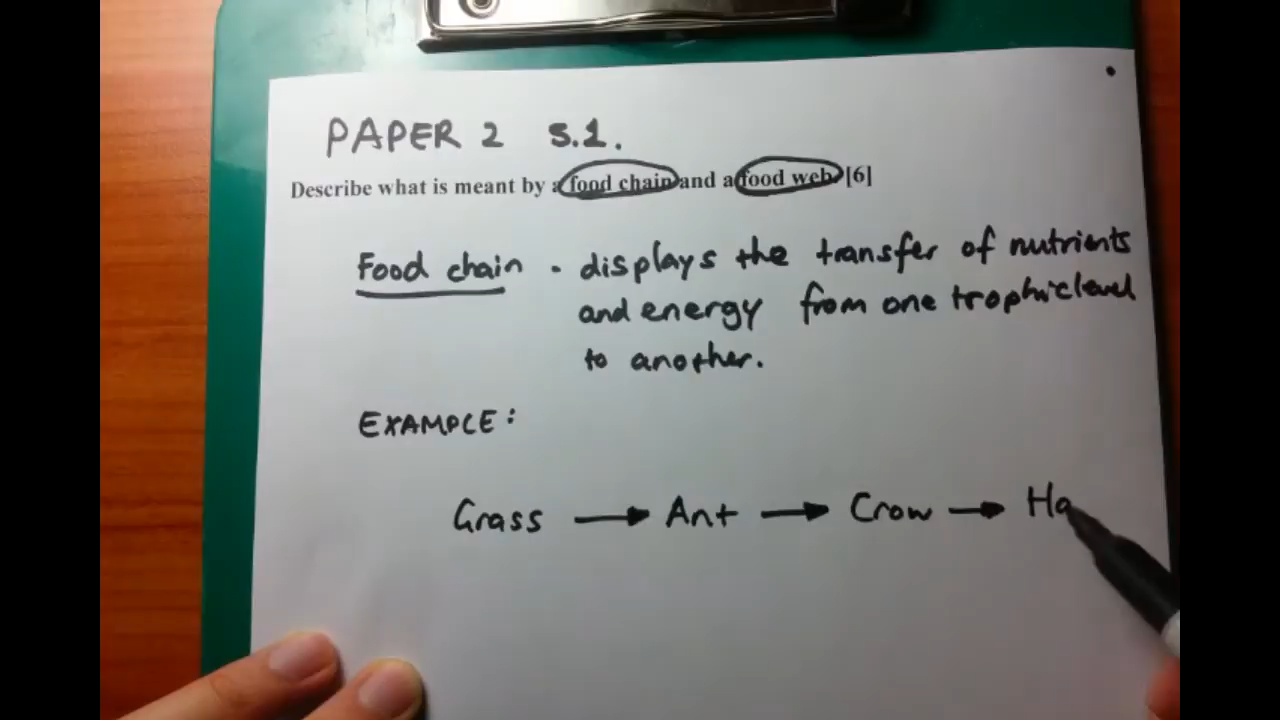 PAPER 2 5.1.
Describe what is meant by a food chain and a food web. [6]
Food chain - displays the transfer of nutrients
and energy from one trophic level
to another.
EXAMPLE:
Grass → Ant → Crow → Ha